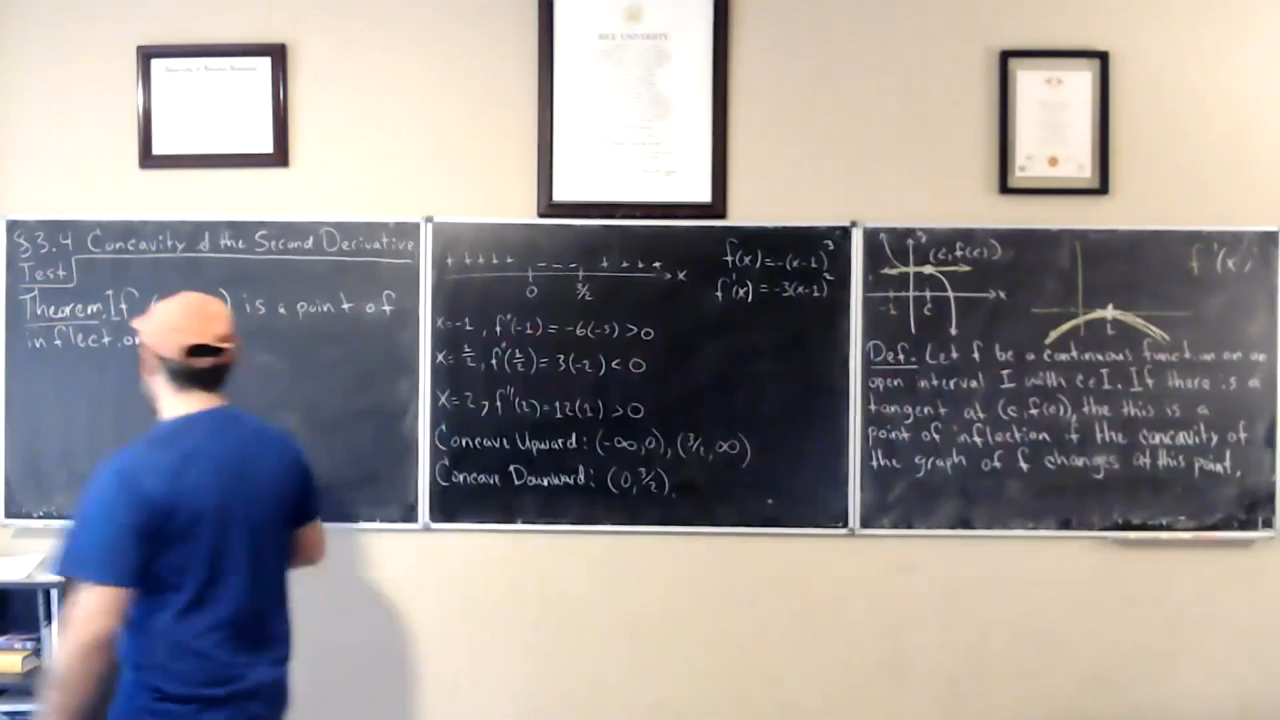 RICE UNIVERSITY
§3.4 Concavity & the Second Derivative
Test
Theorem. If ( ) is a point of
inflection
++++ --- ++++ x
0 3/2
f(x)=-(x-1)^3
f'(x)=-3(x-1)^2
x=-1, f''(-1)=-6(-5)>0
x=1/2, f''(1/2)=3(-2)<0
x=2, f''(2)=12(1)>0
Concave Upward: (-∞,0), (3/2,∞)
Concave Downward: (0,3/2).
(c,f(c))
-1 c x
f''(x)
Def. Let f be a continuous function on an
open interval I with c∈I. If there is a
tangent at (c,f(c)), the this is a
point of inflection if the concavity of
the graph of f changes at this point.